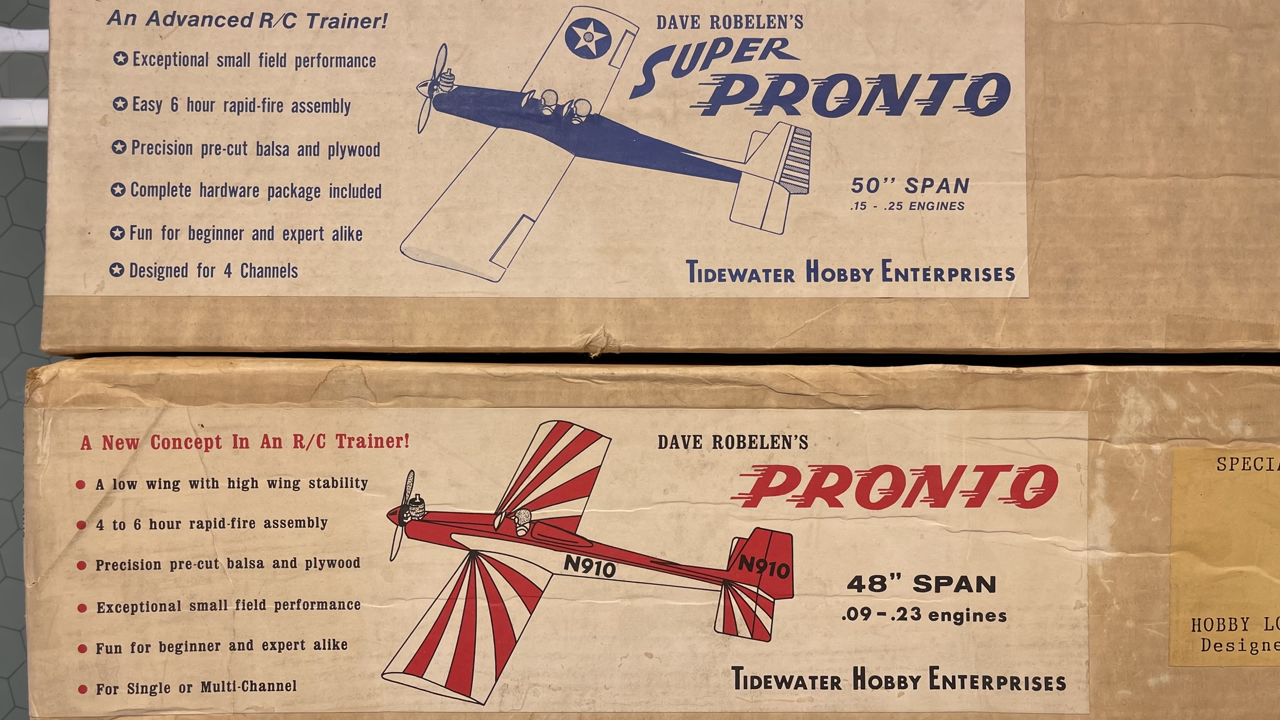 An Advanced R/C Trainer!
Exceptional small field performance
Easy 6 hour rapid-fire assembly
Precision pre-cut balsa and plywood
Complete hardware package included
Fun for beginner and expert alike
Designed for 4 Channels
DAVE ROBELEN'S
SUPER
PRONTO
50" SPAN
.15 - .25 ENGINES
TIDEWATER HOBBY ENTERPRISES
A New Concept In An R/C Trainer!
A low wing with high wing stability
4 to 6 hour rapid-fire assembly
Precision pre-cut balsa and plywood
Exceptional small field performance
Fun for beginner and expert alike
For Single or Multi-Channel
N910
N910
DAVE ROBELEN'S
PRONTO
48" SPAN
.09 - .23 engines
TIDEWATER HOBBY ENTERPRISES
HOBBY